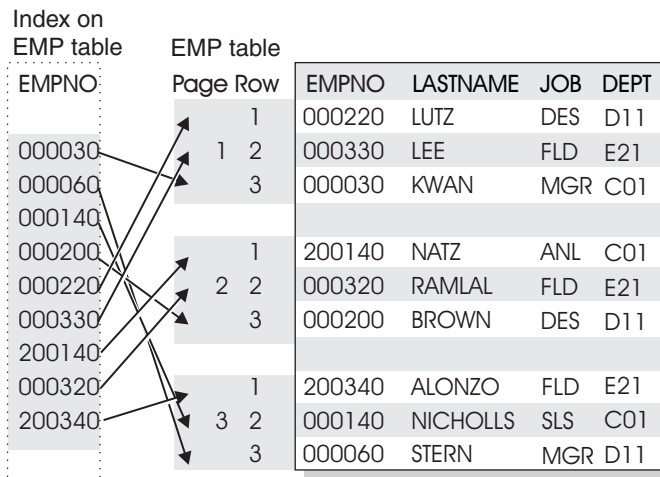 Index on
EMP table
EMP table
EMPNO Page Row EMPNO LASTNAME JOB DEPT
1 000220 LUTZ DES D11
000030 1 2 000330 LEE FLD E21
000060 3 000030 KWAN MGR C01
000140
000200 1 200140 NATZ ANL C01
000220 2 2 000320 RAMLAL FLD E21
000330 3 000200 BROWN DES D11
200140
000320 1 200340 ALONZO FLD E21
200340 3 2 000140 NICHOLLS SLS C01
3 000060 STERN MGR D11